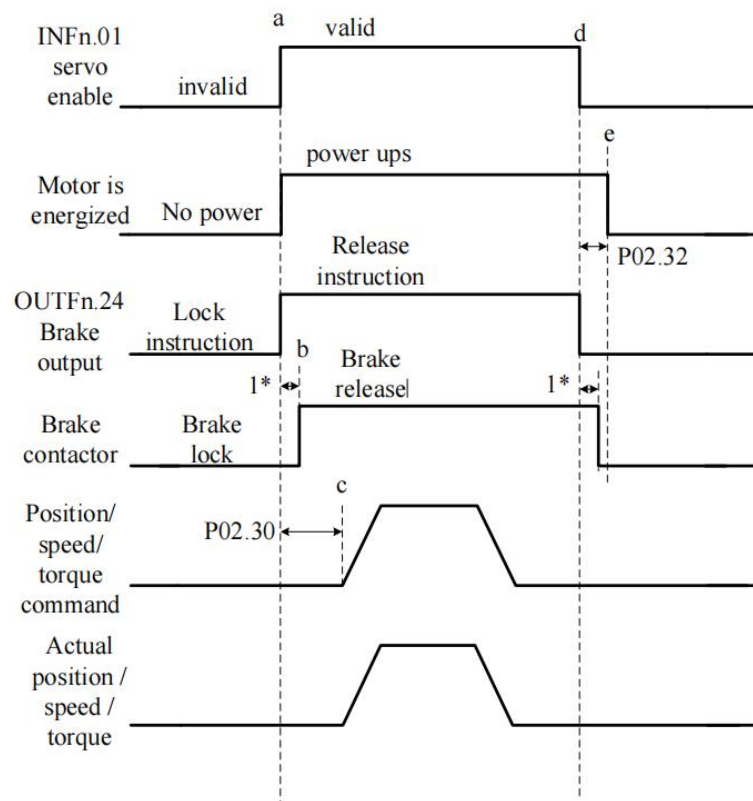 a
INFn.01
servo
enable
invalid
valid
d
e
Motor is
energized
No power
power ups
P02.32
OUTFn.24
Brake
output
Lock
instruction
Release
instruction
b
1*
1*
Brake
contactor
Brake
lock
Brake
release
c
Position/
speed/
torque
command
P02.30
Actual
position /
speed /
torque